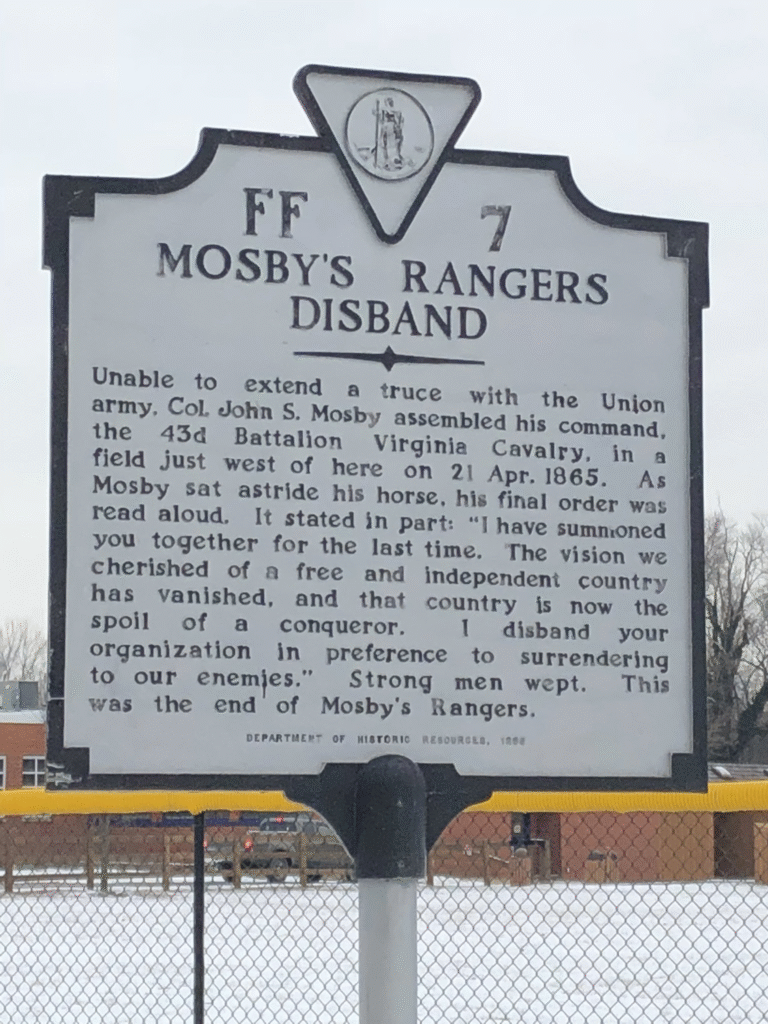 FF 7
MOSBY'S RANGERS
DISBAND
Unable to extend a truce with the Union
army, Col. John S. Mosby assembled his command,
the 43d Battalion Virginia Cavalry, in a
field just west of here on 21 Apr. 1865. As
Mosby sat astride his horse, his final order was
read aloud. It stated in part: "I have summoned
you together for the last time. The vision we
cherished of a free and independent country
has vanished, and that country is now the
spoil of a conqueror. I disband your
organization in preference to surrendering
to our enemies." Strong men wept. This
was the end of Mosby's Rangers.
DEPARTMENT OF HISTORIC RESOURCES,